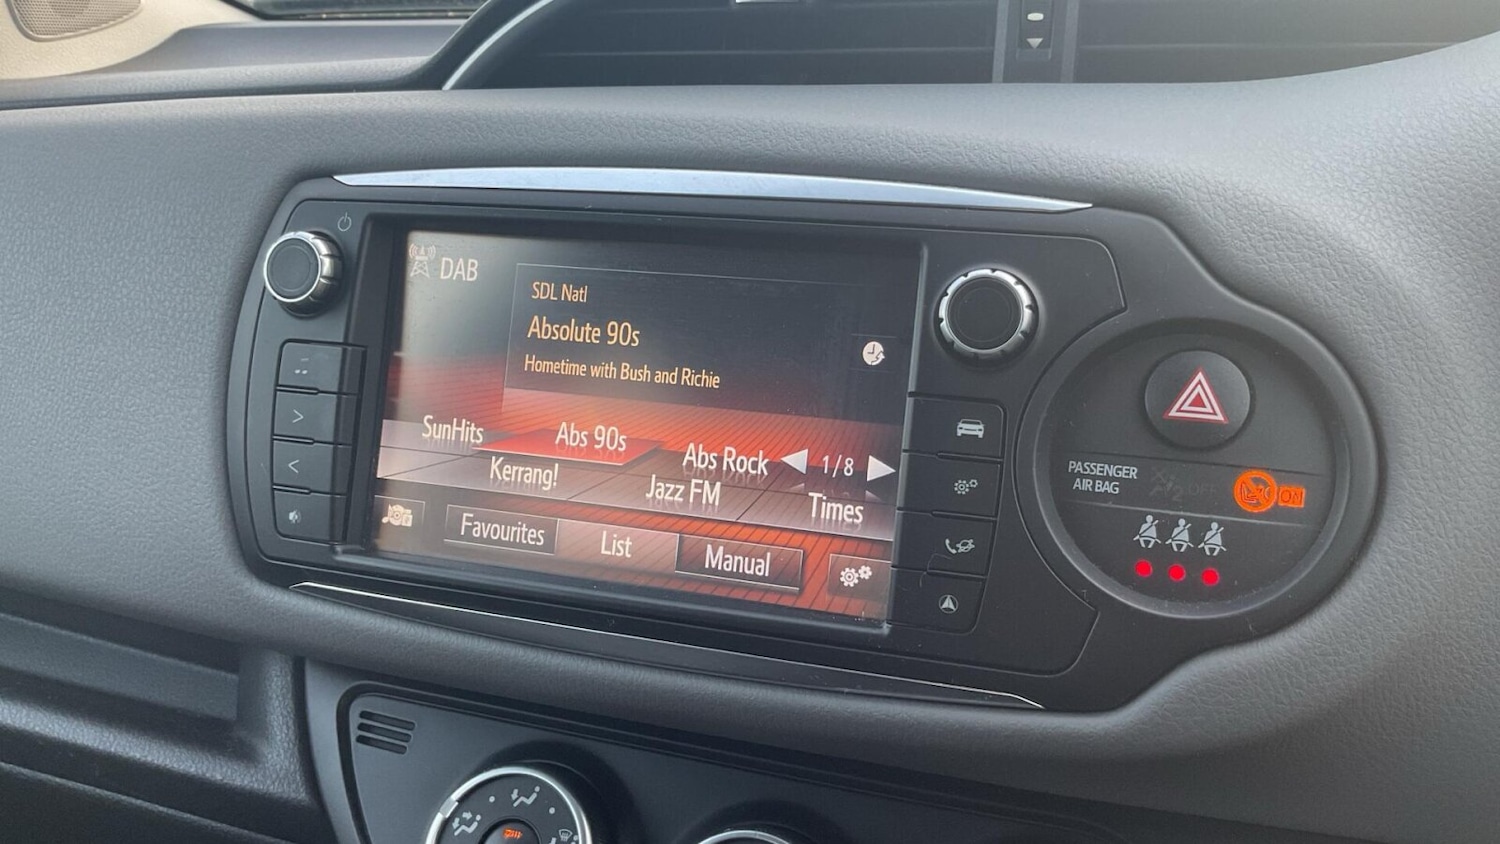 DAB
SDL Natl
Absolute 90s
Hometime with Bush and Richie
SunHits
Abs 90s
Abs Rock
1/8
Kerrang!
Jazz FM
Times
Favourites
List
Manual
PASSENGER
AIR BAG
2
OFF
ON